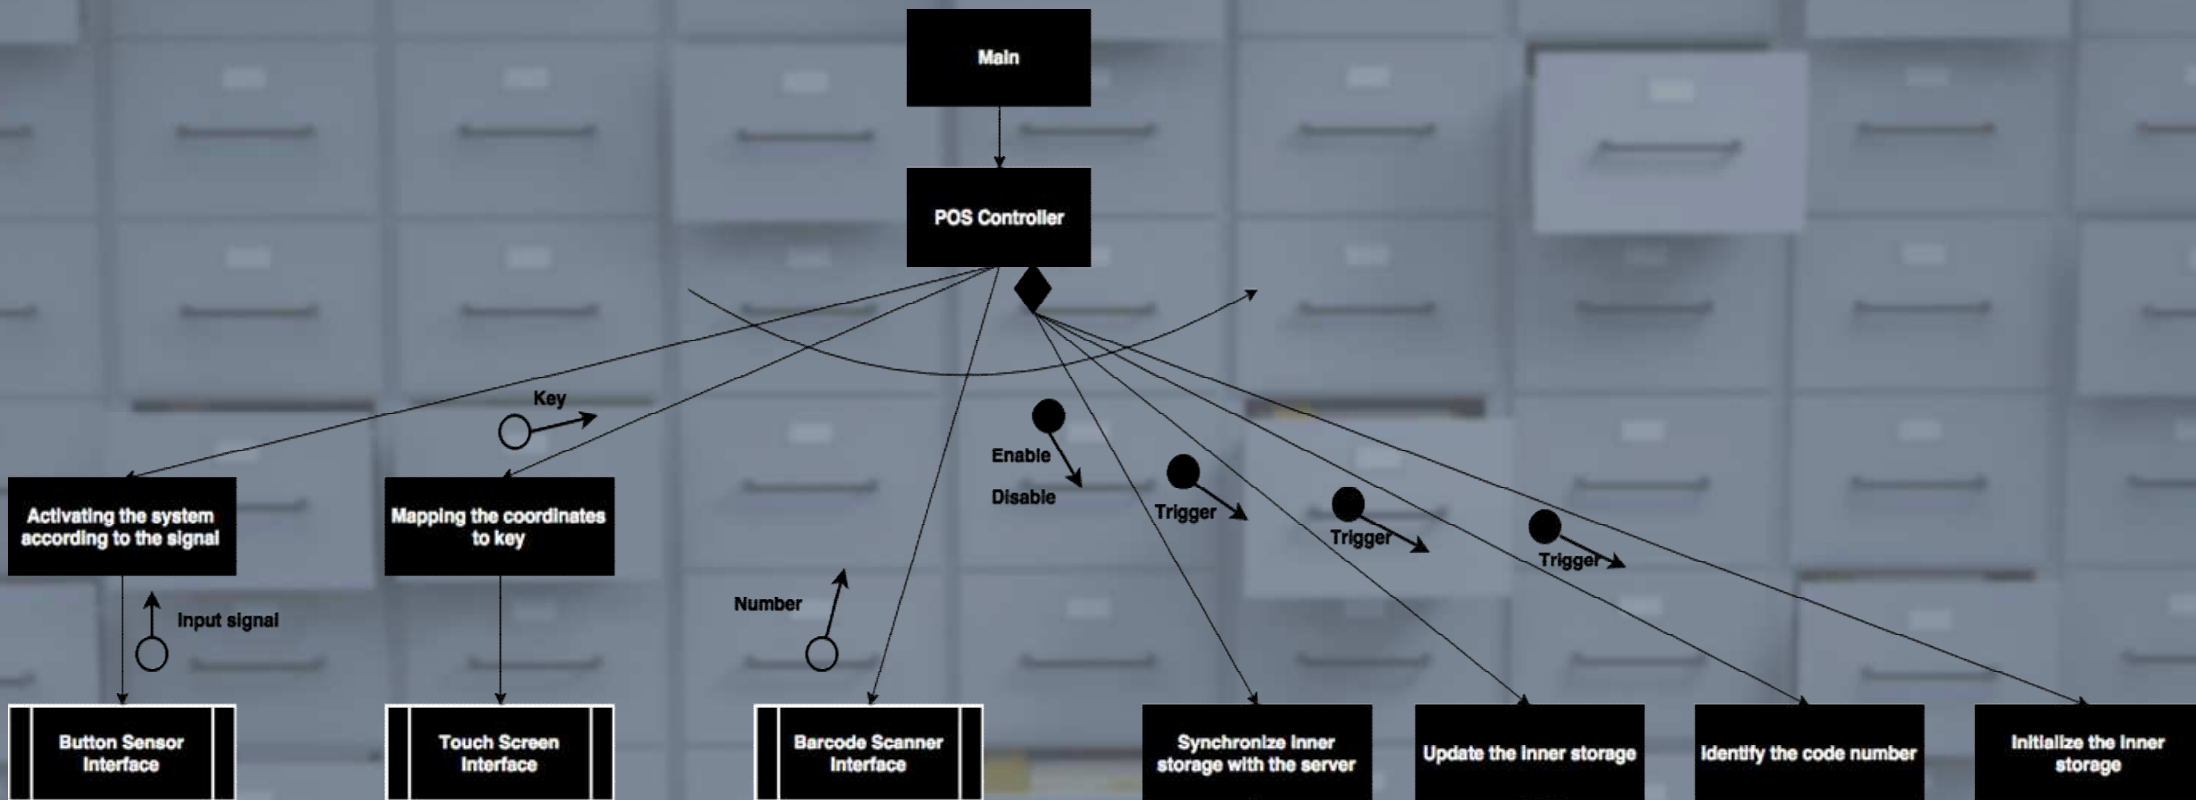 Main
POS Controller
Key
Activating the system
according to the signal
Mapping the coordinates
to key
Enable
Disable
Trigger
Trigger
Trigger
Input signal
Number
Button Sensor
Interface
Touch Screen
Interface
Barcode Scanner
Interface
Synchronize inner
storage with the server
Update the inner storage
Identify the code number
Initialize the inner
storage